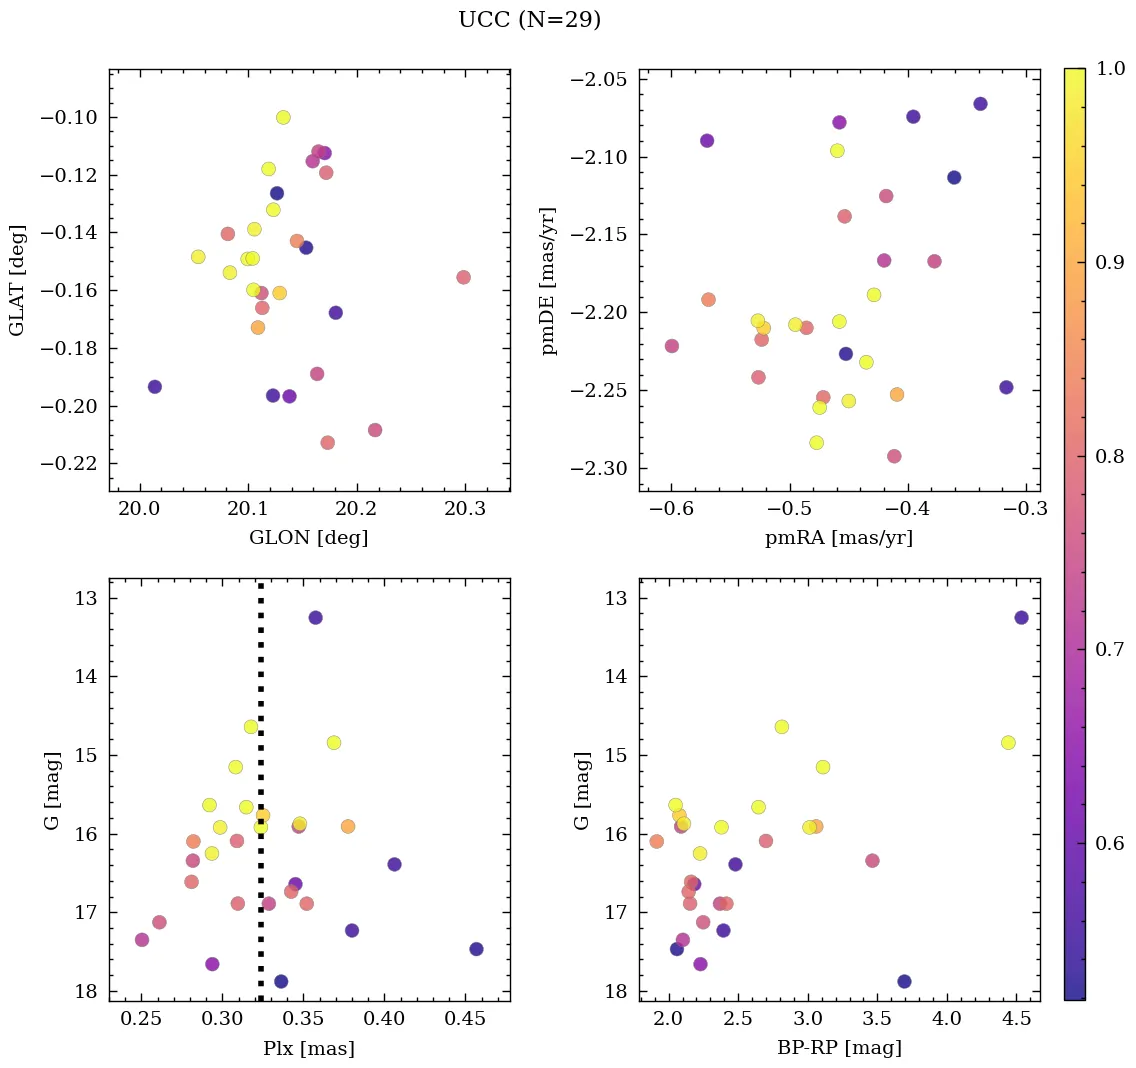 UCC (N=29)
−0.10
−0.12
−0.14
−0.16
−0.18
−0.20
−0.22
GLAT [deg]
20.0 20.1 20.2 20.3
GLON [deg]
−2.05
−2.10
−2.15
−2.20
−2.25
−2.30
pmDE [mas/yr]
−0.6 −0.5 −0.4 −0.3
pmRA [mas/yr]
13
14
15
16
17
18
G [mag]
0.25 0.30 0.35 0.40 0.45
Plx [mas]
13
14
15
16
17
18
G [mag]
2.0 2.5 3.0 3.5 4.0 4.5
BP-RP [mag]
1.0
0.9
0.8
0.7
0.6